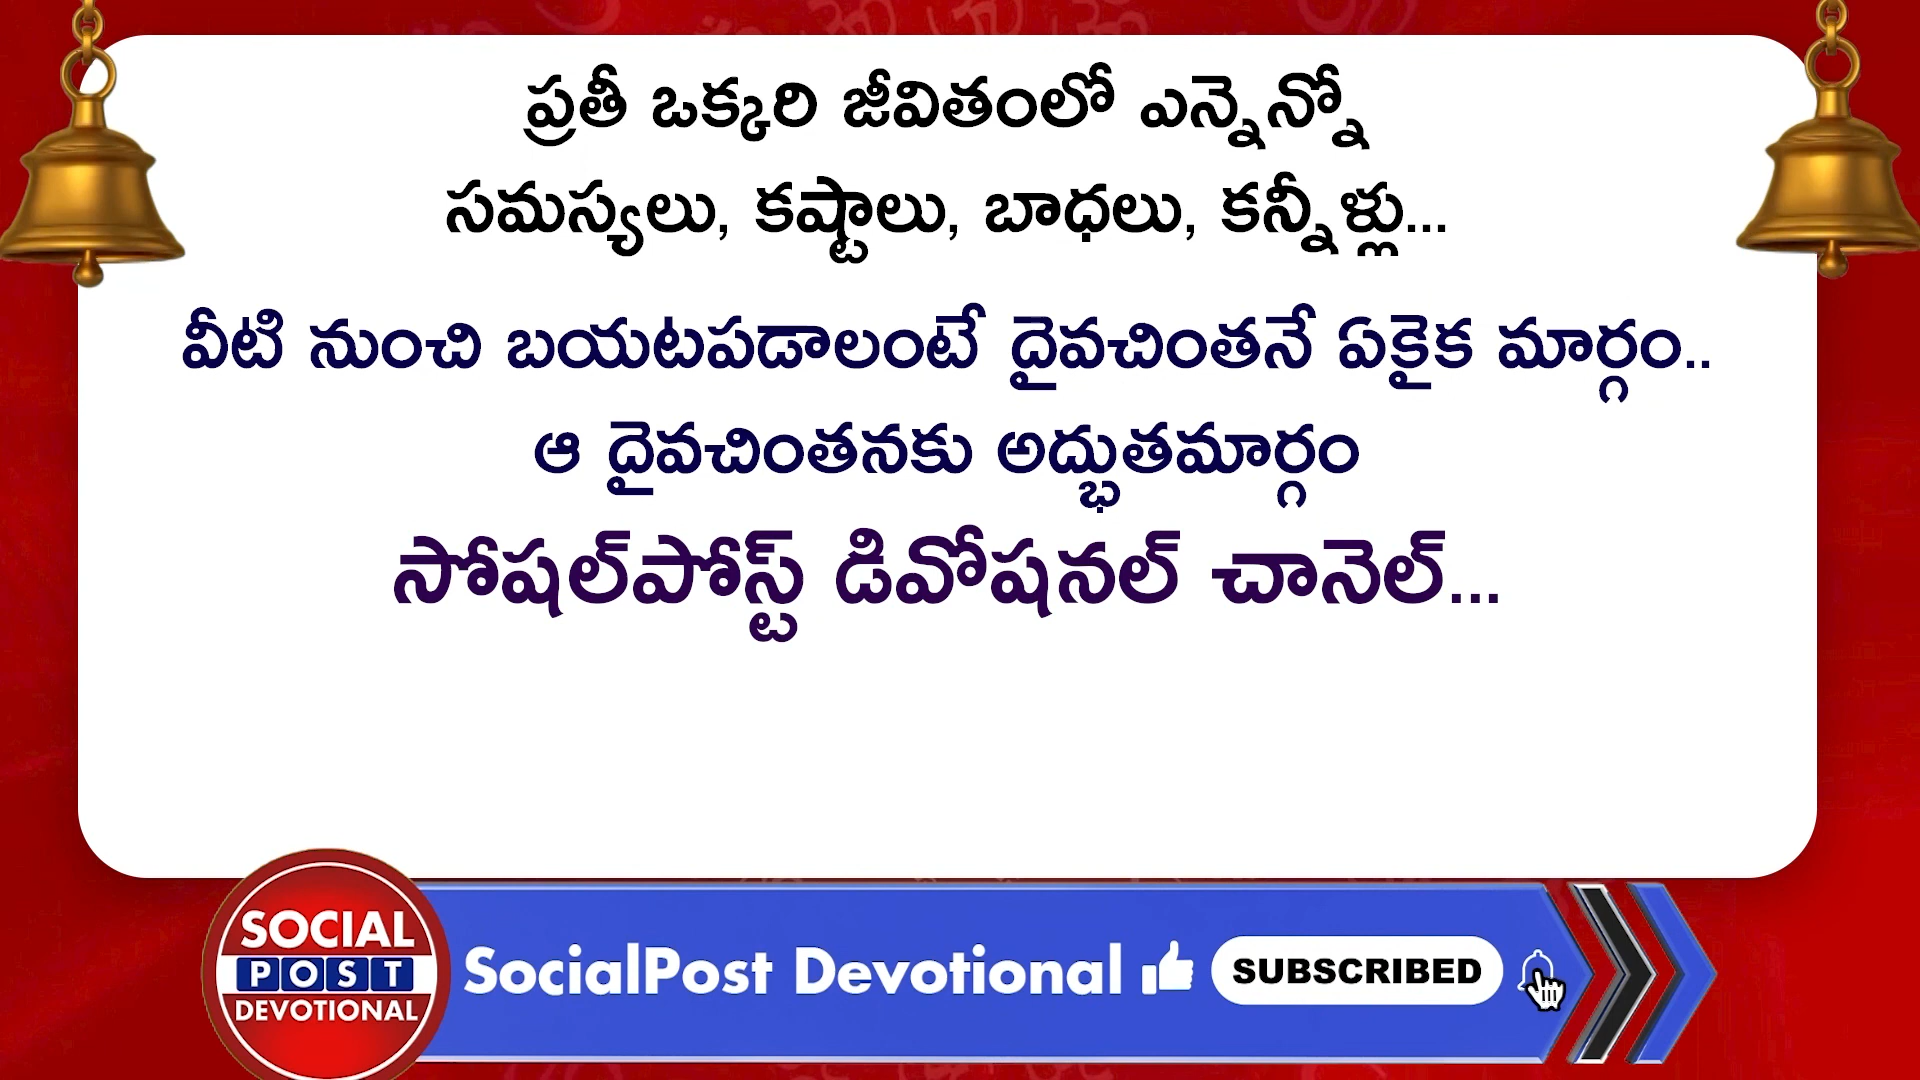 ప్రతీ ఒక్కరి జీవితంలో ఎన్నెన్నో
సమస్యలు, కష్టాలు, బాధలు, కన్నీళ్లు...
వీటి నుంచి బయటపడాలంటే దైవచింతనే ఏకైక మార్గం..
ఆ దైవచింతనకు అద్భుతమార్గం
సోషల్‌పోస్ట్ డివోషనల్ చానెల్...
SOCIAL
POST
DEVOTIONAL
SocialPost Devotional
SUBSCRIBED